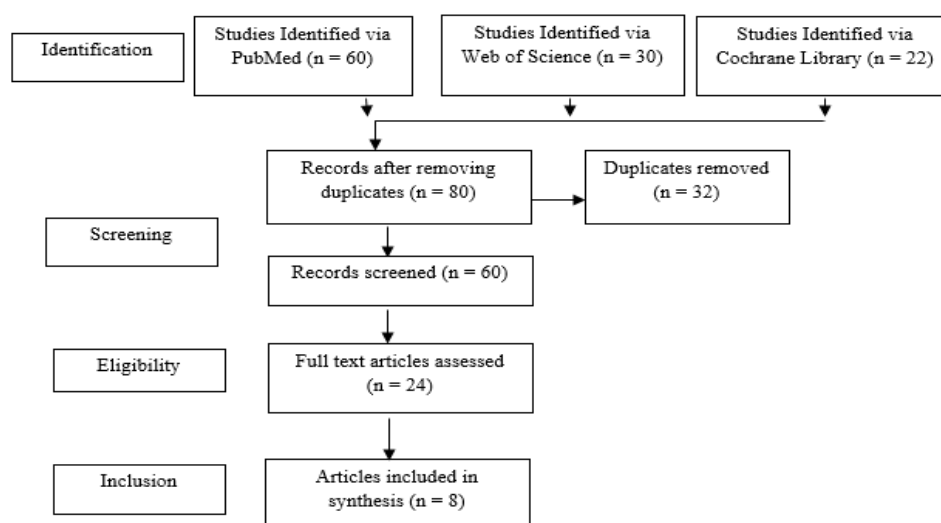 Identification
Studies Identified via
PubMed (n = 60)
Studies Identified via
Web of Science (n = 30)
Studies Identified via
Cochrane Library (n = 22)
Records after removing
duplicates (n = 80)
Duplicates removed
(n = 32)
Screening
Records screened (n = 60)
Eligibility
Full text articles assessed
(n = 24)
Inclusion
Articles included in
synthesis (n = 8)